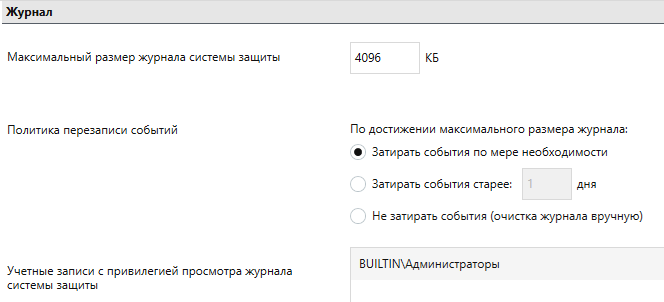 Журнал
Максимальный размер журнала системы защиты
4096 КБ
Политика перезаписи событий
По достижении максимального размера журнала:
Затирать события по мере необходимости
Затирать события старее: 1 дня
Не затирать события (очистка журнала вручную)
Учетные записи с привилегией просмотра журнала
системы защиты
BUILTIN\Администраторы